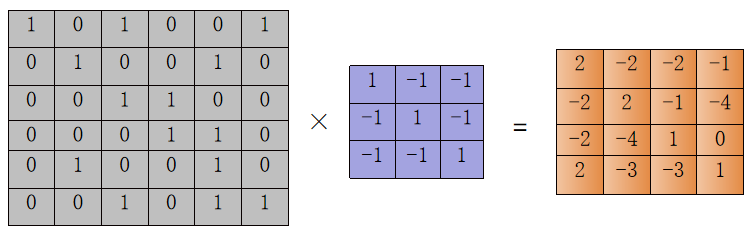 1 0 1 0 0 1
0 1 0 0 1 0
0 0 1 1 0 0
0 0 0 1 1 0
0 1 0 0 1 0
0 0 1 0 1 1
×
1 -1 -1
-1 1 -1
-1 -1 1
=
2 -2 -2 -1
-2 2 -1 -4
-2 -4 1 0
2 -3 -3 1